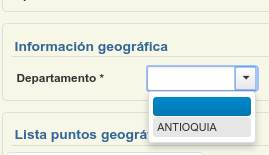 Información geográfica
Departamento *
ANTIOQUIA
Lista puntos geográ